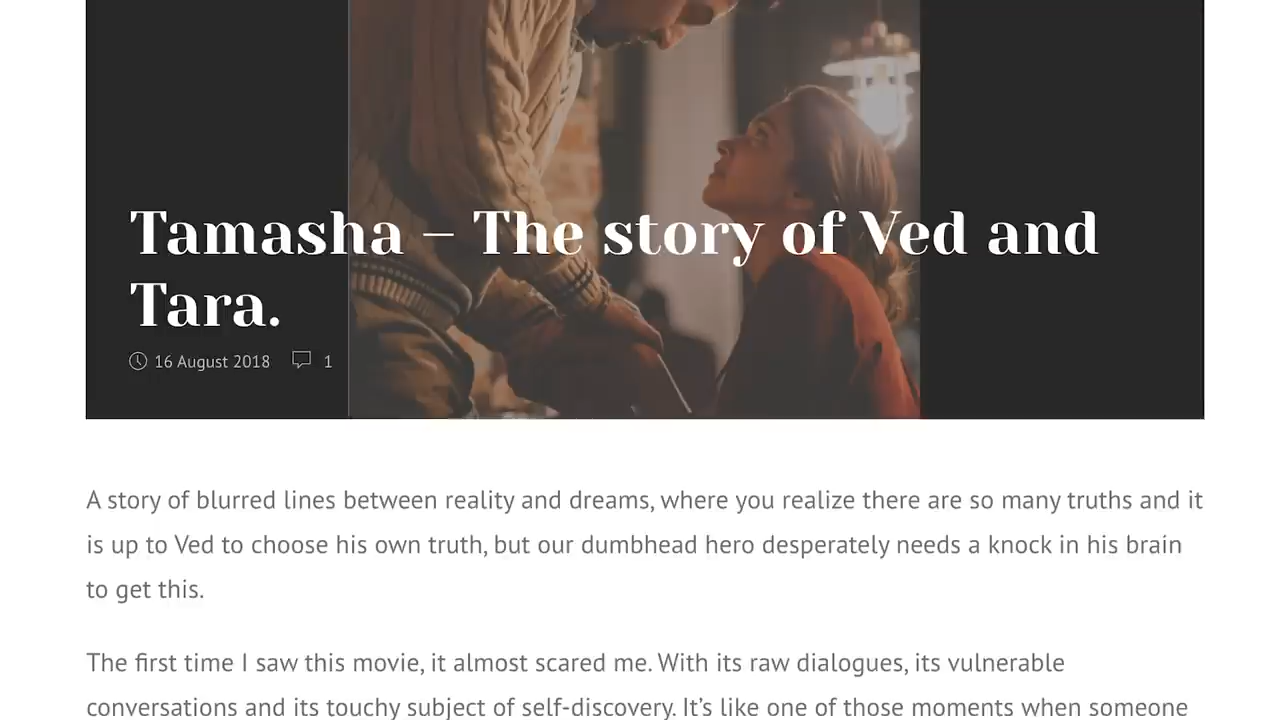 Tamasha – The story of Ved and
Tara.
16 August 2018 1
A story of blurred lines between reality and dreams, where you realize there are so many truths and it
is up to Ved to choose his own truth, but our dumbhead hero desperately needs a knock in his brain
to get this.
The first time I saw this movie, it almost scared me. With its raw dialogues, its vulnerable
conversations and its touchy subject of self-discovery. It’s like one of those moments when someone